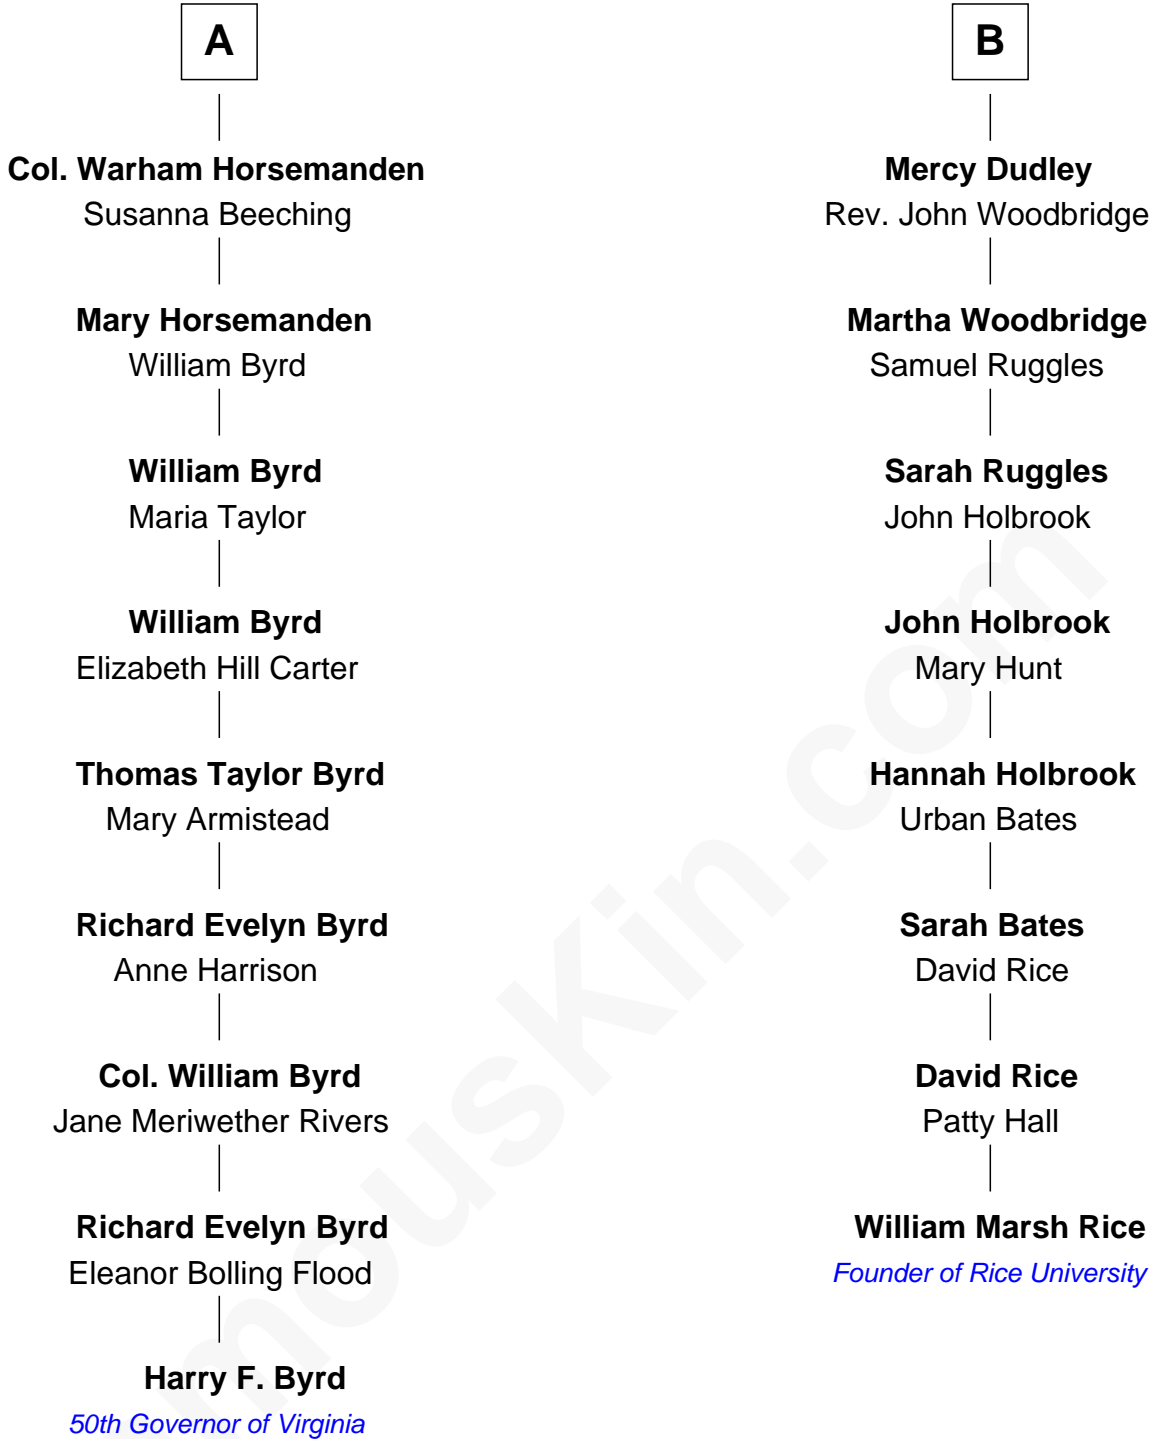 A
Col. Warham Horsemanden
Susanna Beeching
Mary Horsemanden
William Byrd
William Byrd
Maria Taylor
William Byrd
Elizabeth Hill Carter
Thomas Taylor Byrd
Mary Armistead
Richard Evelyn Byrd
Anne Harrison
Col. William Byrd
Jane Meriwether Rivers
Richard Evelyn Byrd
Eleanor Bolling Flood
Harry F. Byrd
50th Governor of Virginia
B
Mercy Dudley
Rev. John Woodbridge
Martha Woodbridge
Samuel Ruggles
Sarah Ruggles
John Holbrook
John Holbrook
Mary Hunt
Hannah Holbrook
Urban Bates
Sarah Bates
David Rice
David Rice
Patty Hall
William Marsh Rice
Founder of Rice University
mousKin.com